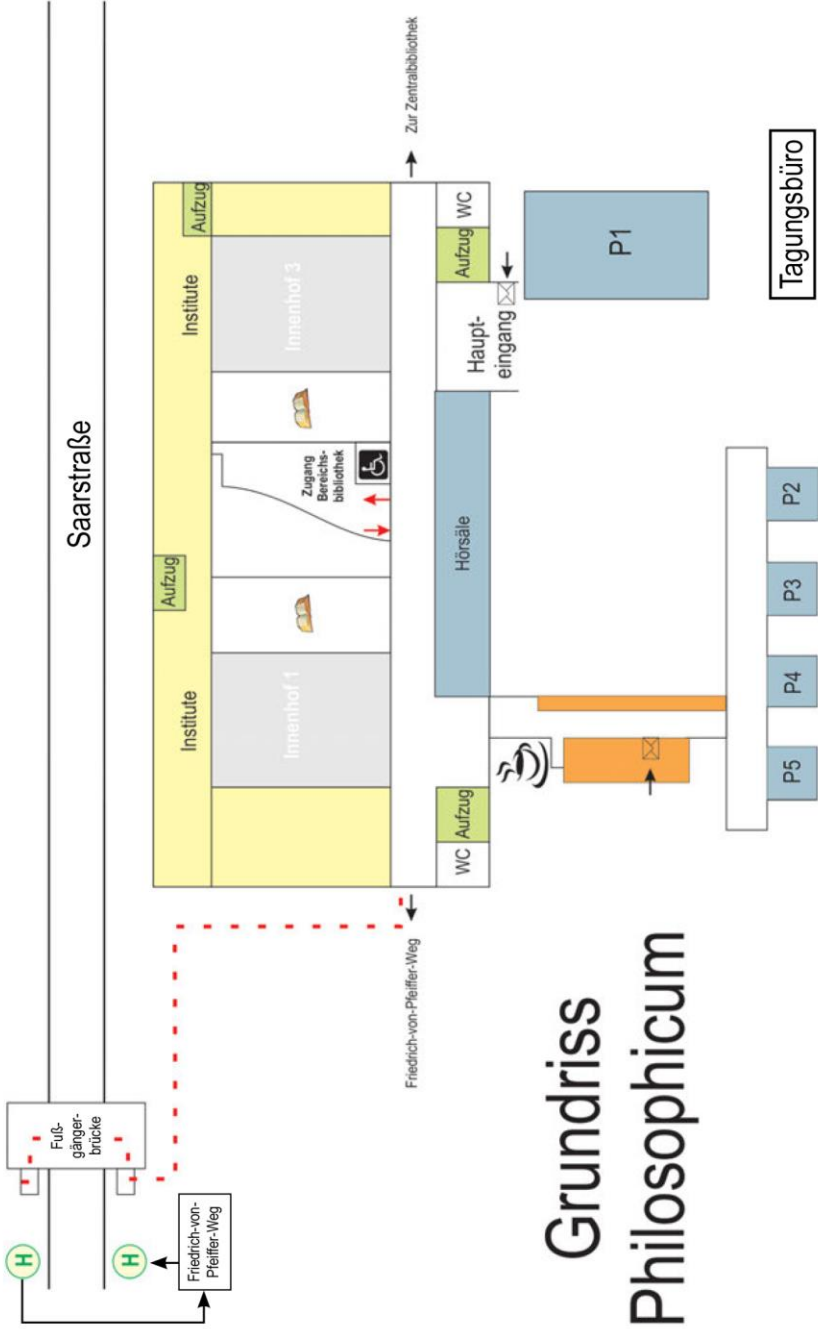 H
Fuß-
gänger-
brücke
Saarstraße
H
Friedrich-von-
Pfeiffer-Weg
Aufzug
Institute
Institute
Aufzug
Innenhof 1
Zugang
Bereichs-
bibliothek
Innenhof 3
Friedrich-von-Pfeiffer-Weg
Zur Zentralbibliothek
WC
Aufzug
Hörsäle
Haupt-
eingang
Aufzug
WC
P1
Grundriss
Philosophicum
P5
P4
P3
P2
Tagungsbüro